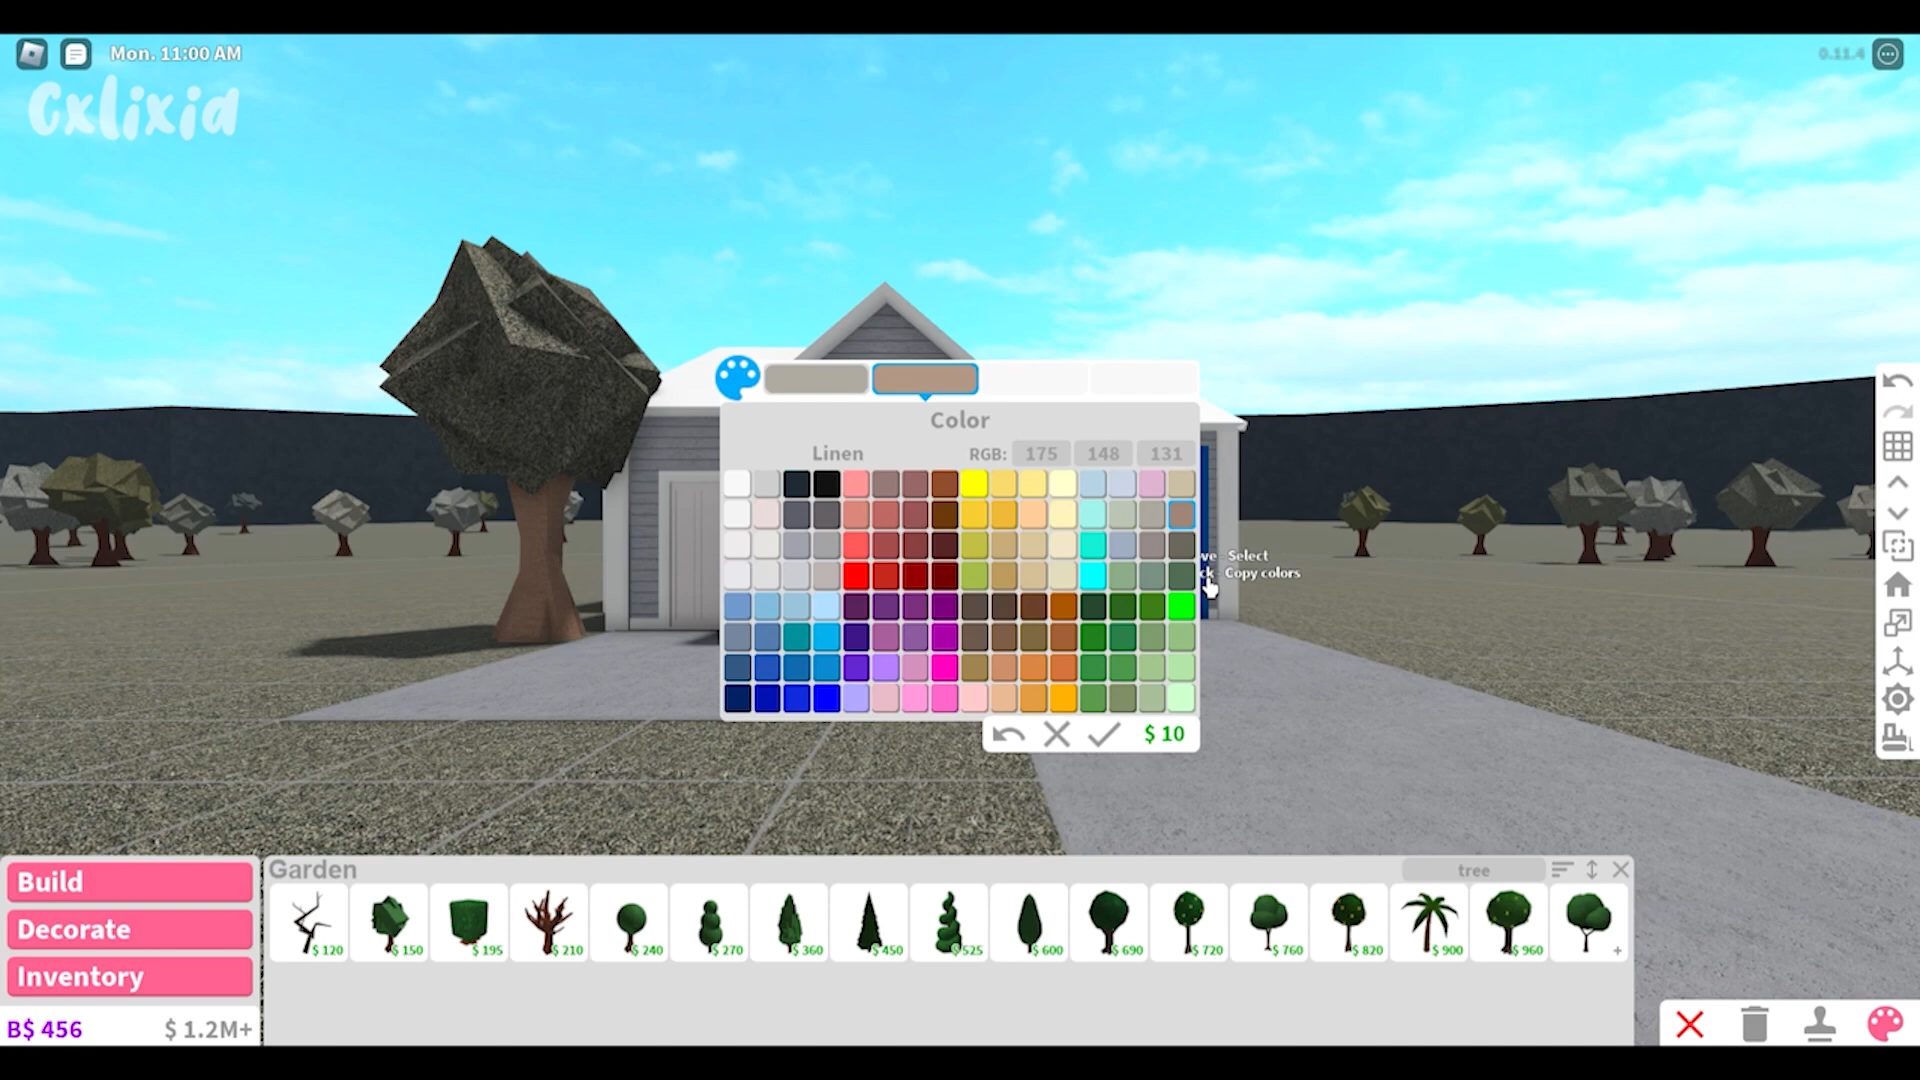 Mon. 11:00 AM
0.11.4
Cxlixia
Color
Linen RGB: 175 148 131
Select
Copy colors
$ 10
Build
Decorate
Inventory
B$ 456 $ 1.2M+
Garden tree
$ 120 $ 150 $ 195 $ 210 $ 240 $ 270 $ 360 $ 450 $ 525 $ 600 $ 690 $ 720 $ 760 $ 820 $ 900 $ 960 +